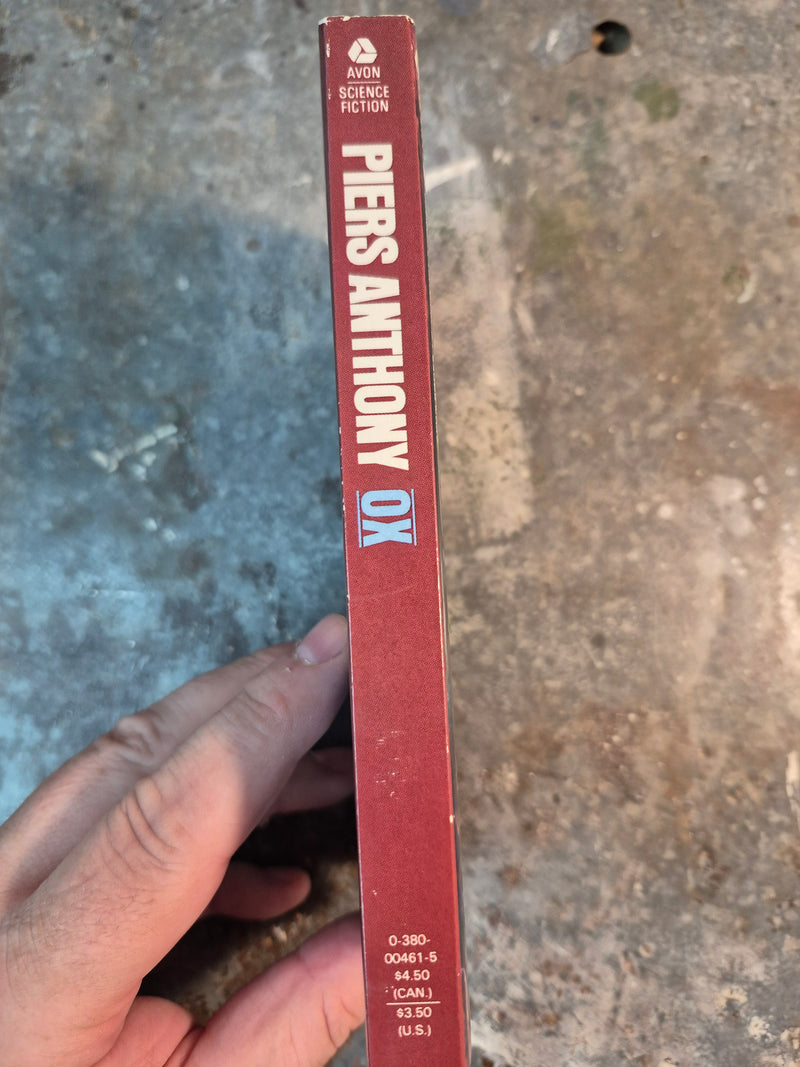 AVON
SCIENCE
FICTION
PIERS ANTHONY OX
0-380-
00461-5
$4.50
(CAN.)
$3.50
(U.S.)